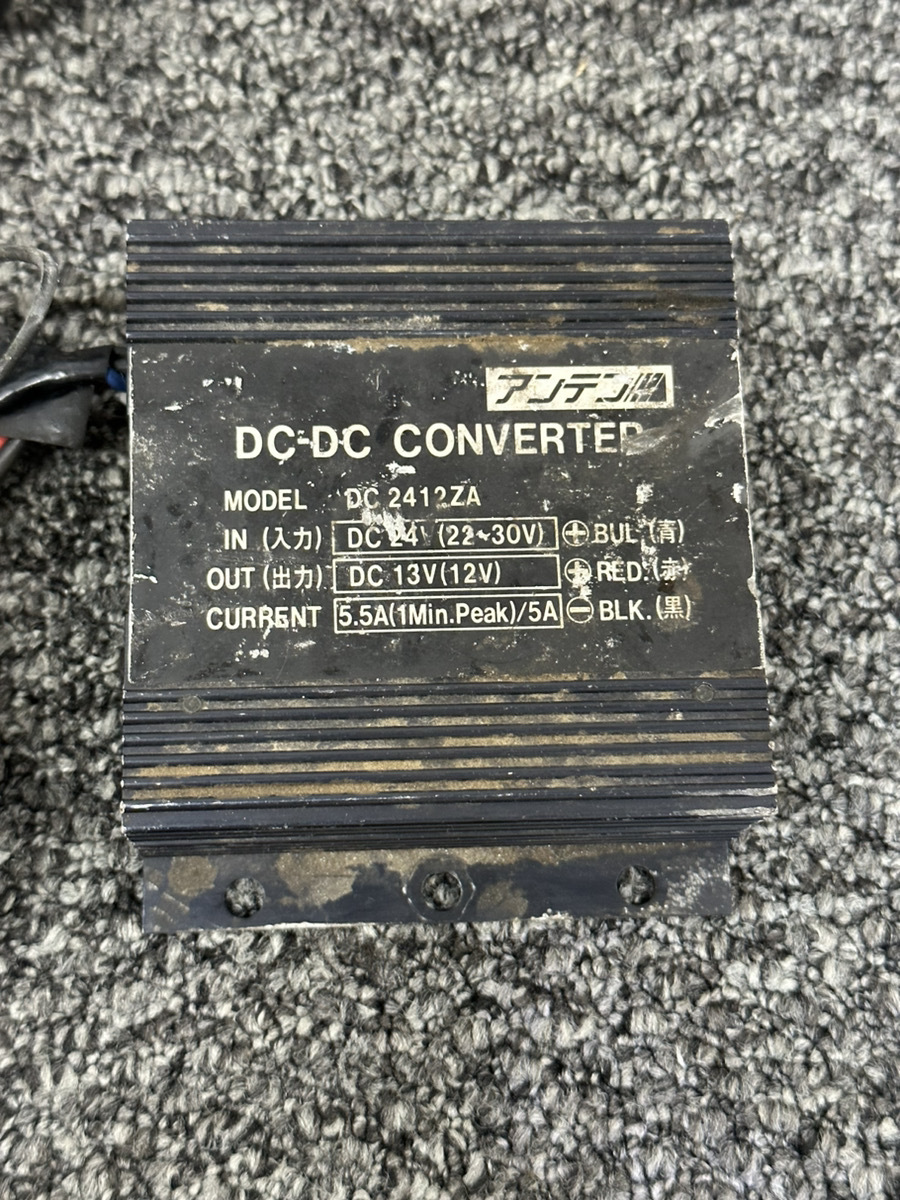 アンテン
DC-DC CONVERTER
MODEL DC 2412ZA
IN (入力) DC 24V (22~30V) ⊕ BUL (青)
OUT (出力) DC 13V(12V) ⊕ RED. (赤)
CURRENT 5.5A(1Min.Peak)/5A ⊖ BLK. (黒)